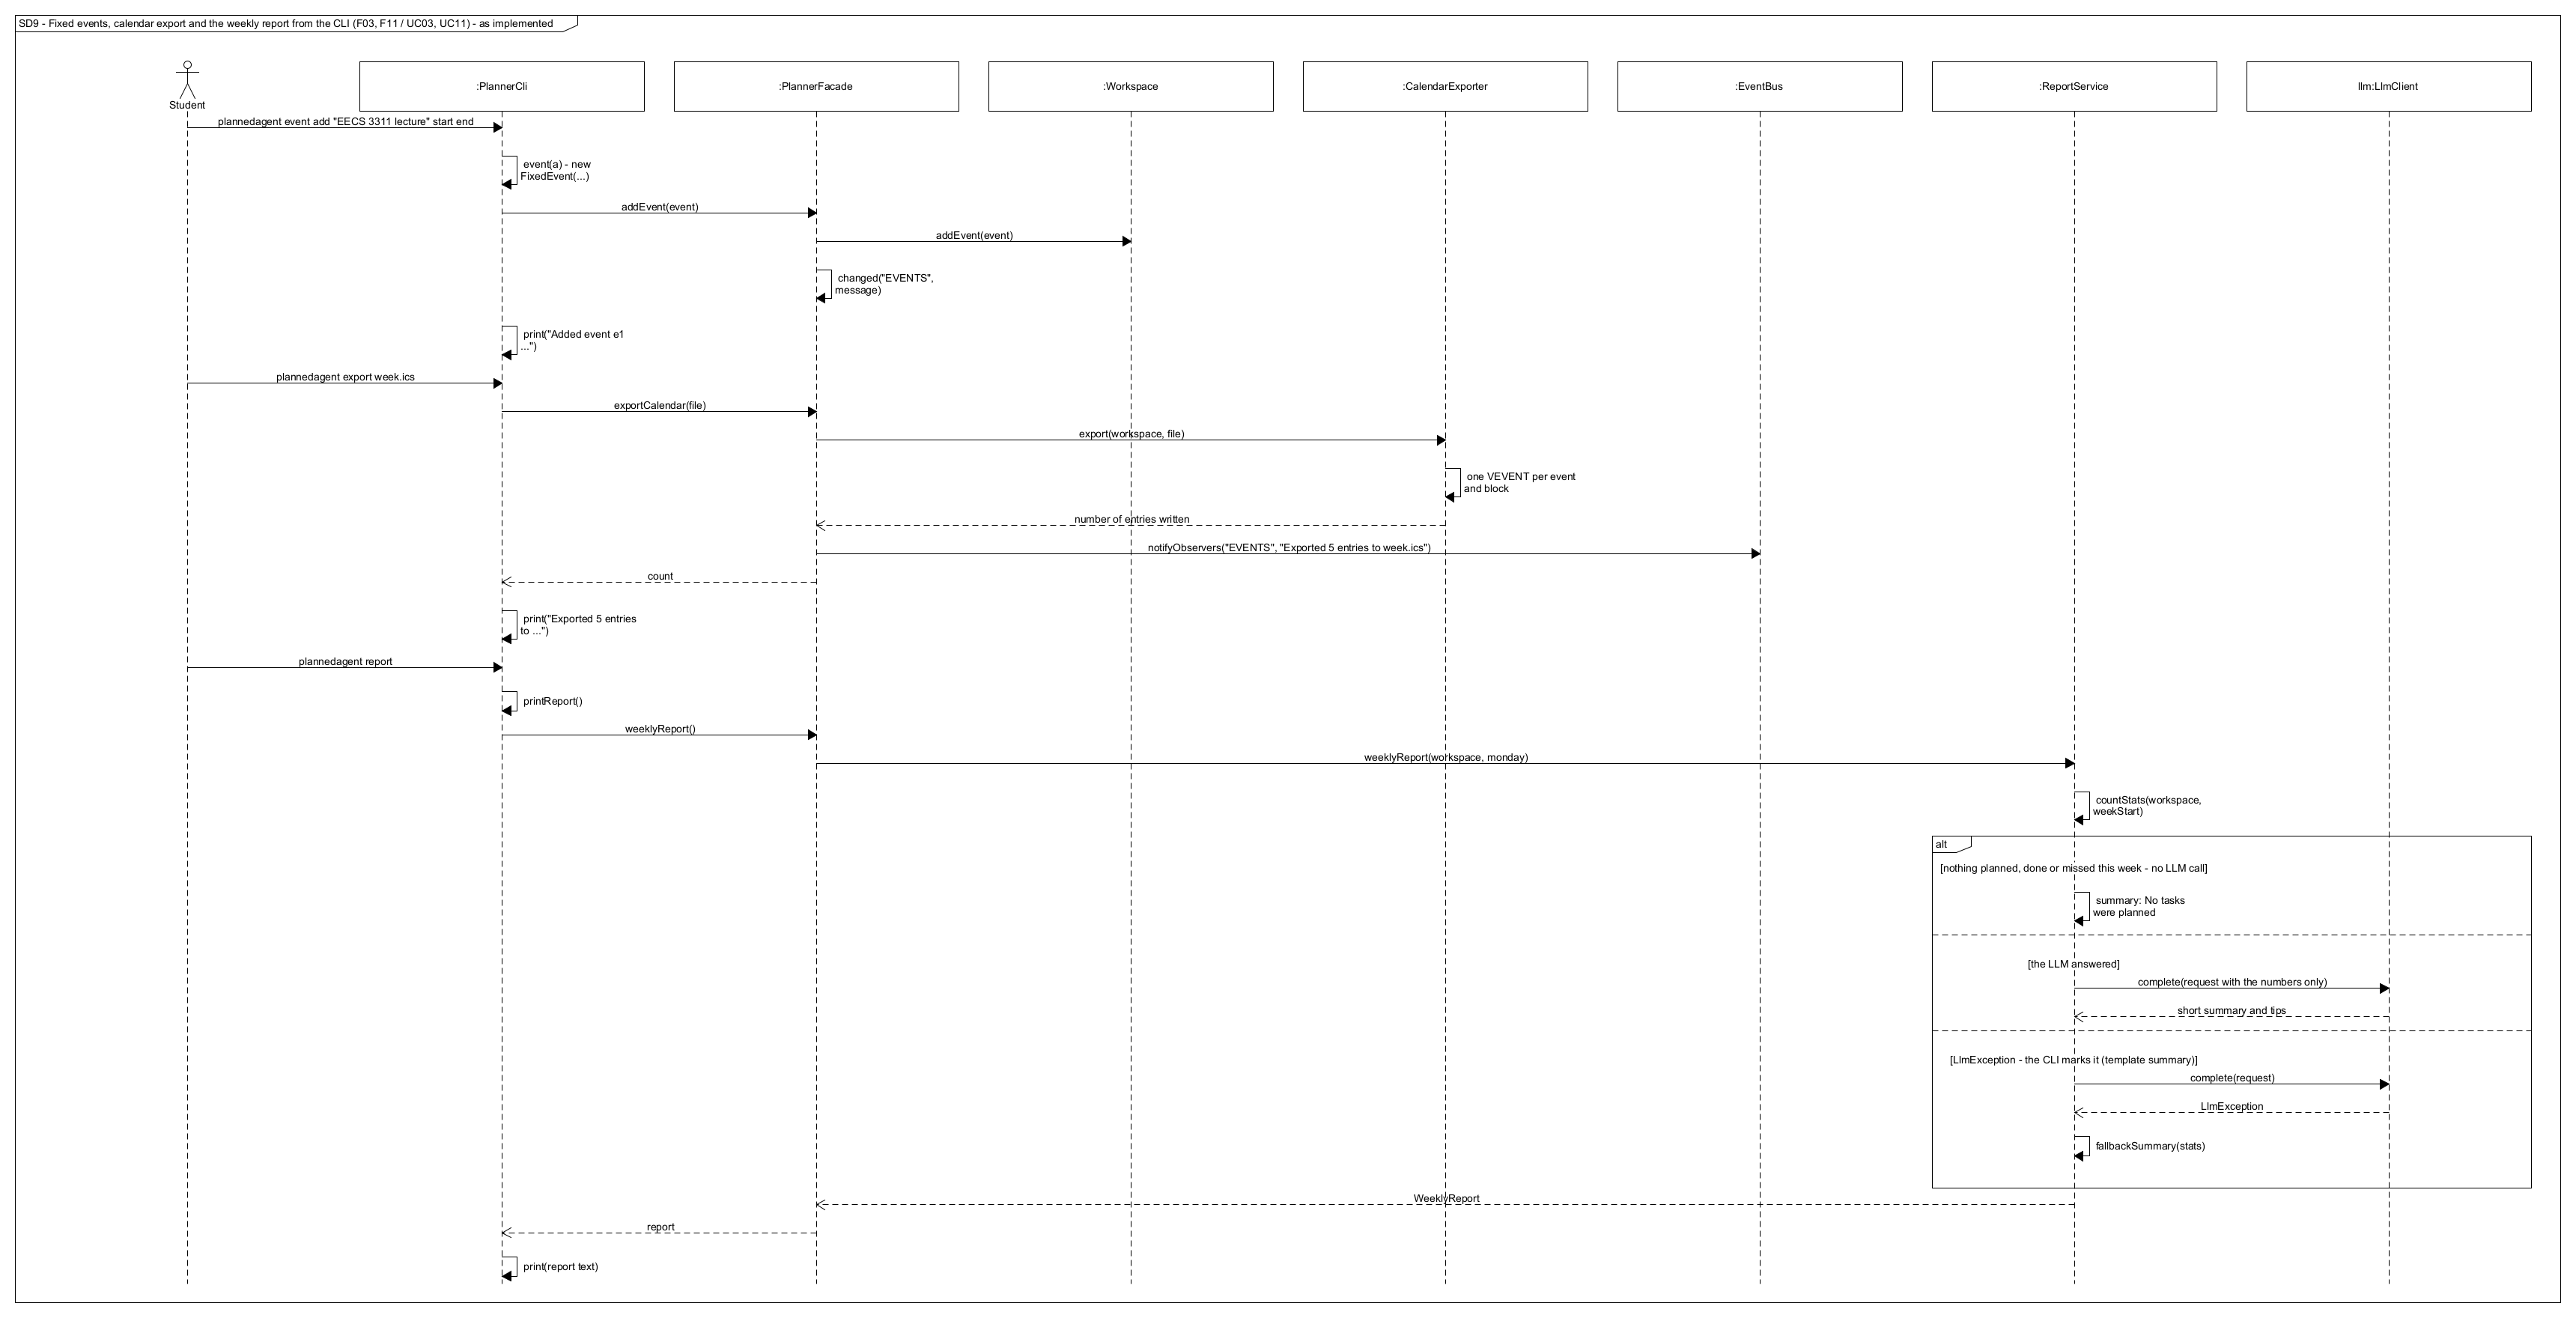 SD9 - Fixed events, calendar export and the weekly report from the CLI (F03, F11 / UC03, UC11) - as implemented
Student
:PlannerCli
:PlannerFacade
:Workspace
:CalendarExporter
:EventBus
:ReportService
llm:LlmClient
plannedagent event add "EECS 3311 lecture" start end
event(a) - new
FixedEvent(...)
addEvent(event)
addEvent(event)
changed("EVENTS",
message)
print("Added event e1
...")
plannedagent export week.ics
exportCalendar(file)
export(workspace, file)
one VEVENT per event
and block
number of entries written
notifyObservers("EVENTS", "Exported 5 entries to week.ics")
count
print("Exported 5 entries
to ...")
plannedagent report
printReport()
weeklyReport()
weeklyReport(workspace, monday)
countStats(workspace,
weekStart)
alt
[nothing planned, done or missed this week - no LLM call]
summary: No tasks
were planned
[the LLM answered]
complete(request with the numbers only)
short summary and tips
[LlmException - the CLI marks it (template summary)]
complete(request)
LlmException
fallbackSummary(stats)
WeeklyReport
report
print(report text)